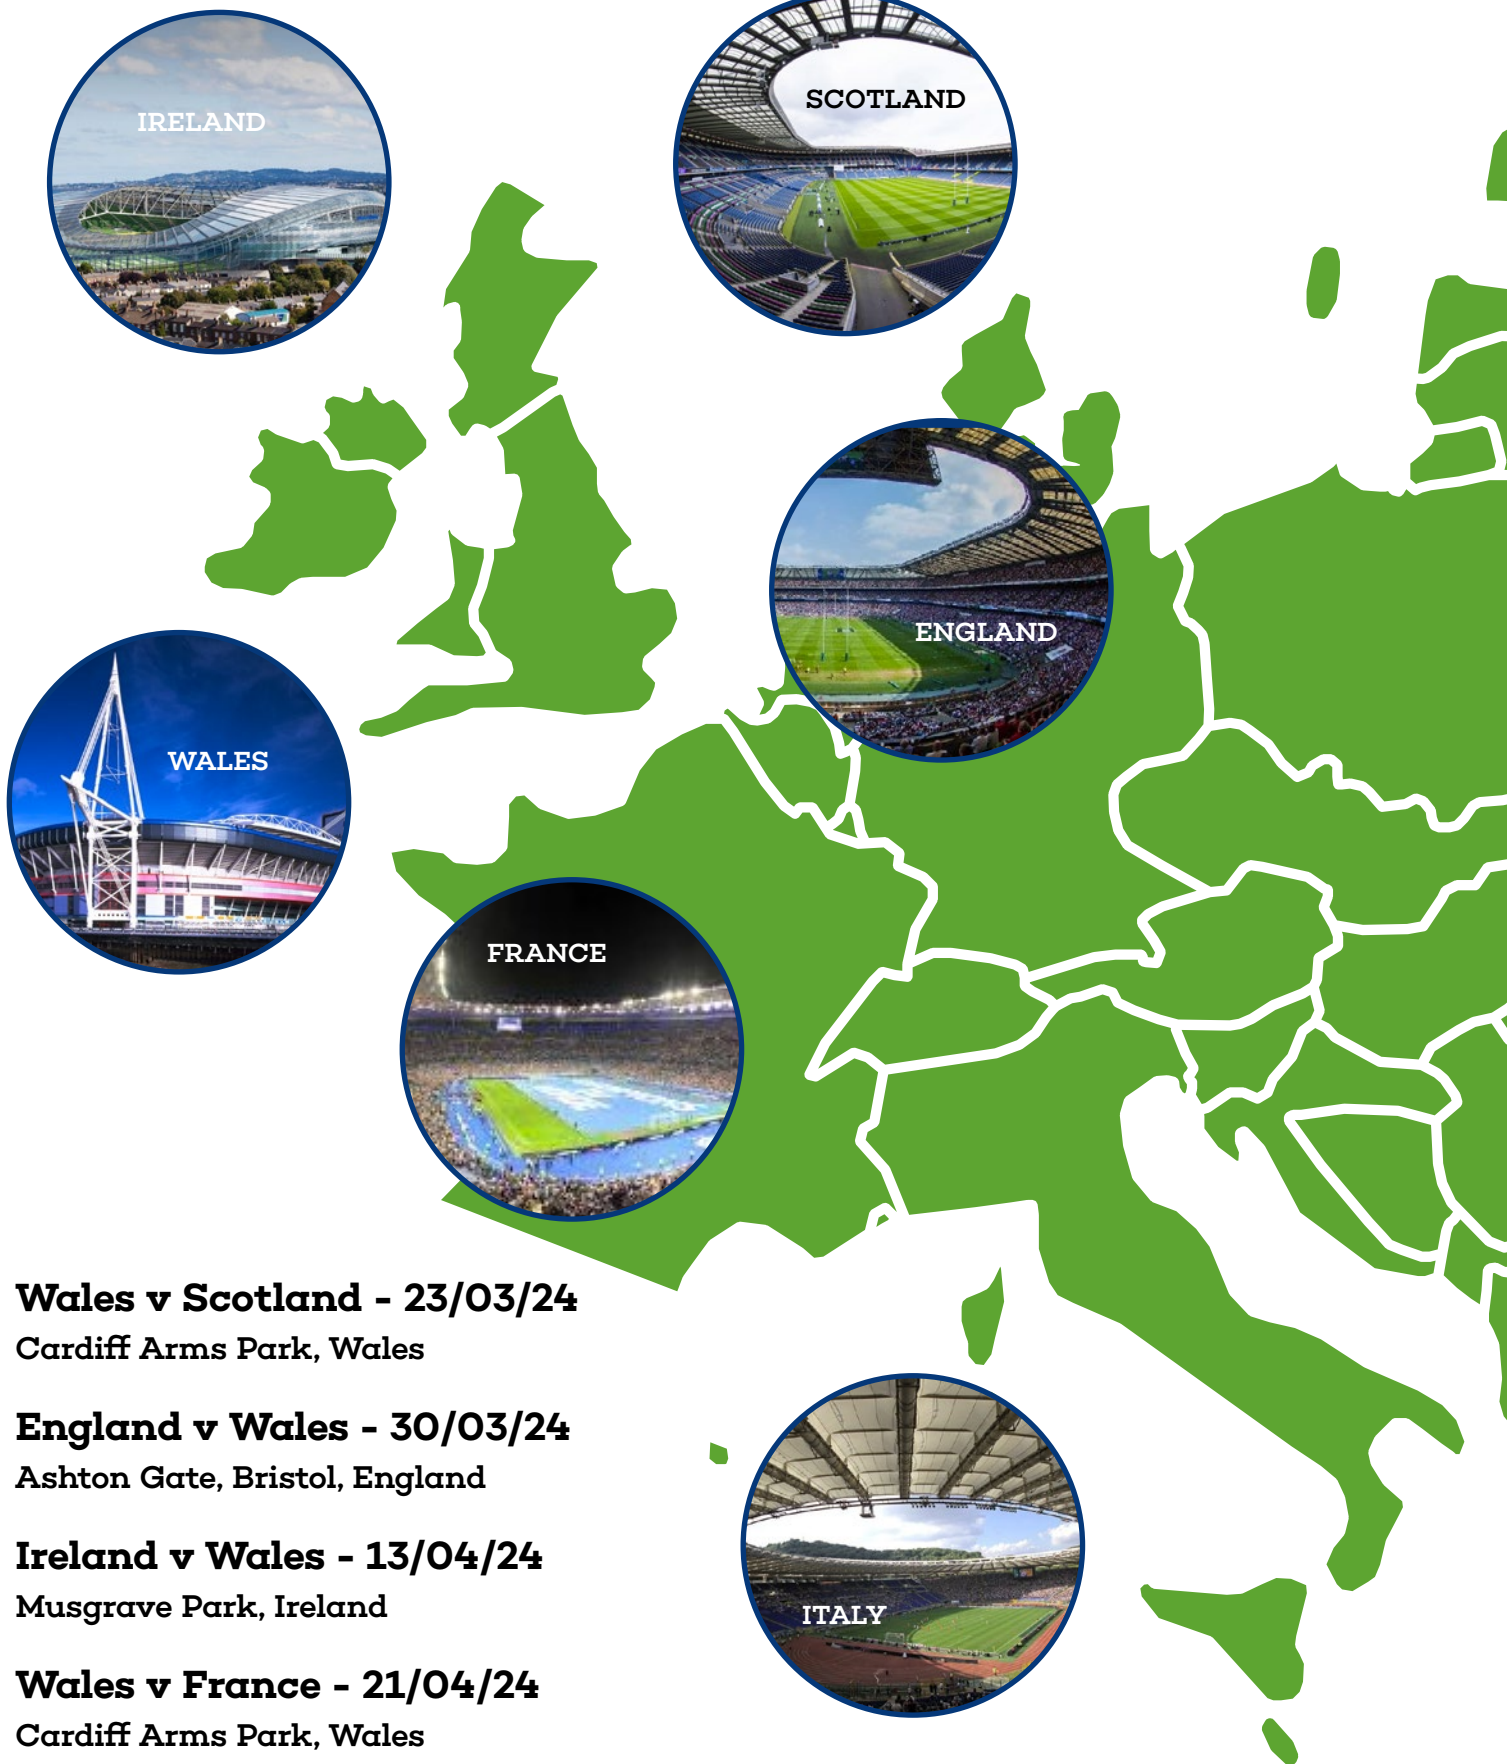 IRELAND
SCOTLAND
ENGLAND
WALES
FRANCE
Wales v Scotland - 23/03/24
Cardiff Arms Park, Wales
England v Wales - 30/03/24
Ashton Gate, Bristol, England
Ireland v Wales - 13/04/24
Musgrave Park, Ireland
ITALY
Wales v France - 21/04/24
Cardiff Arms Park, Wales